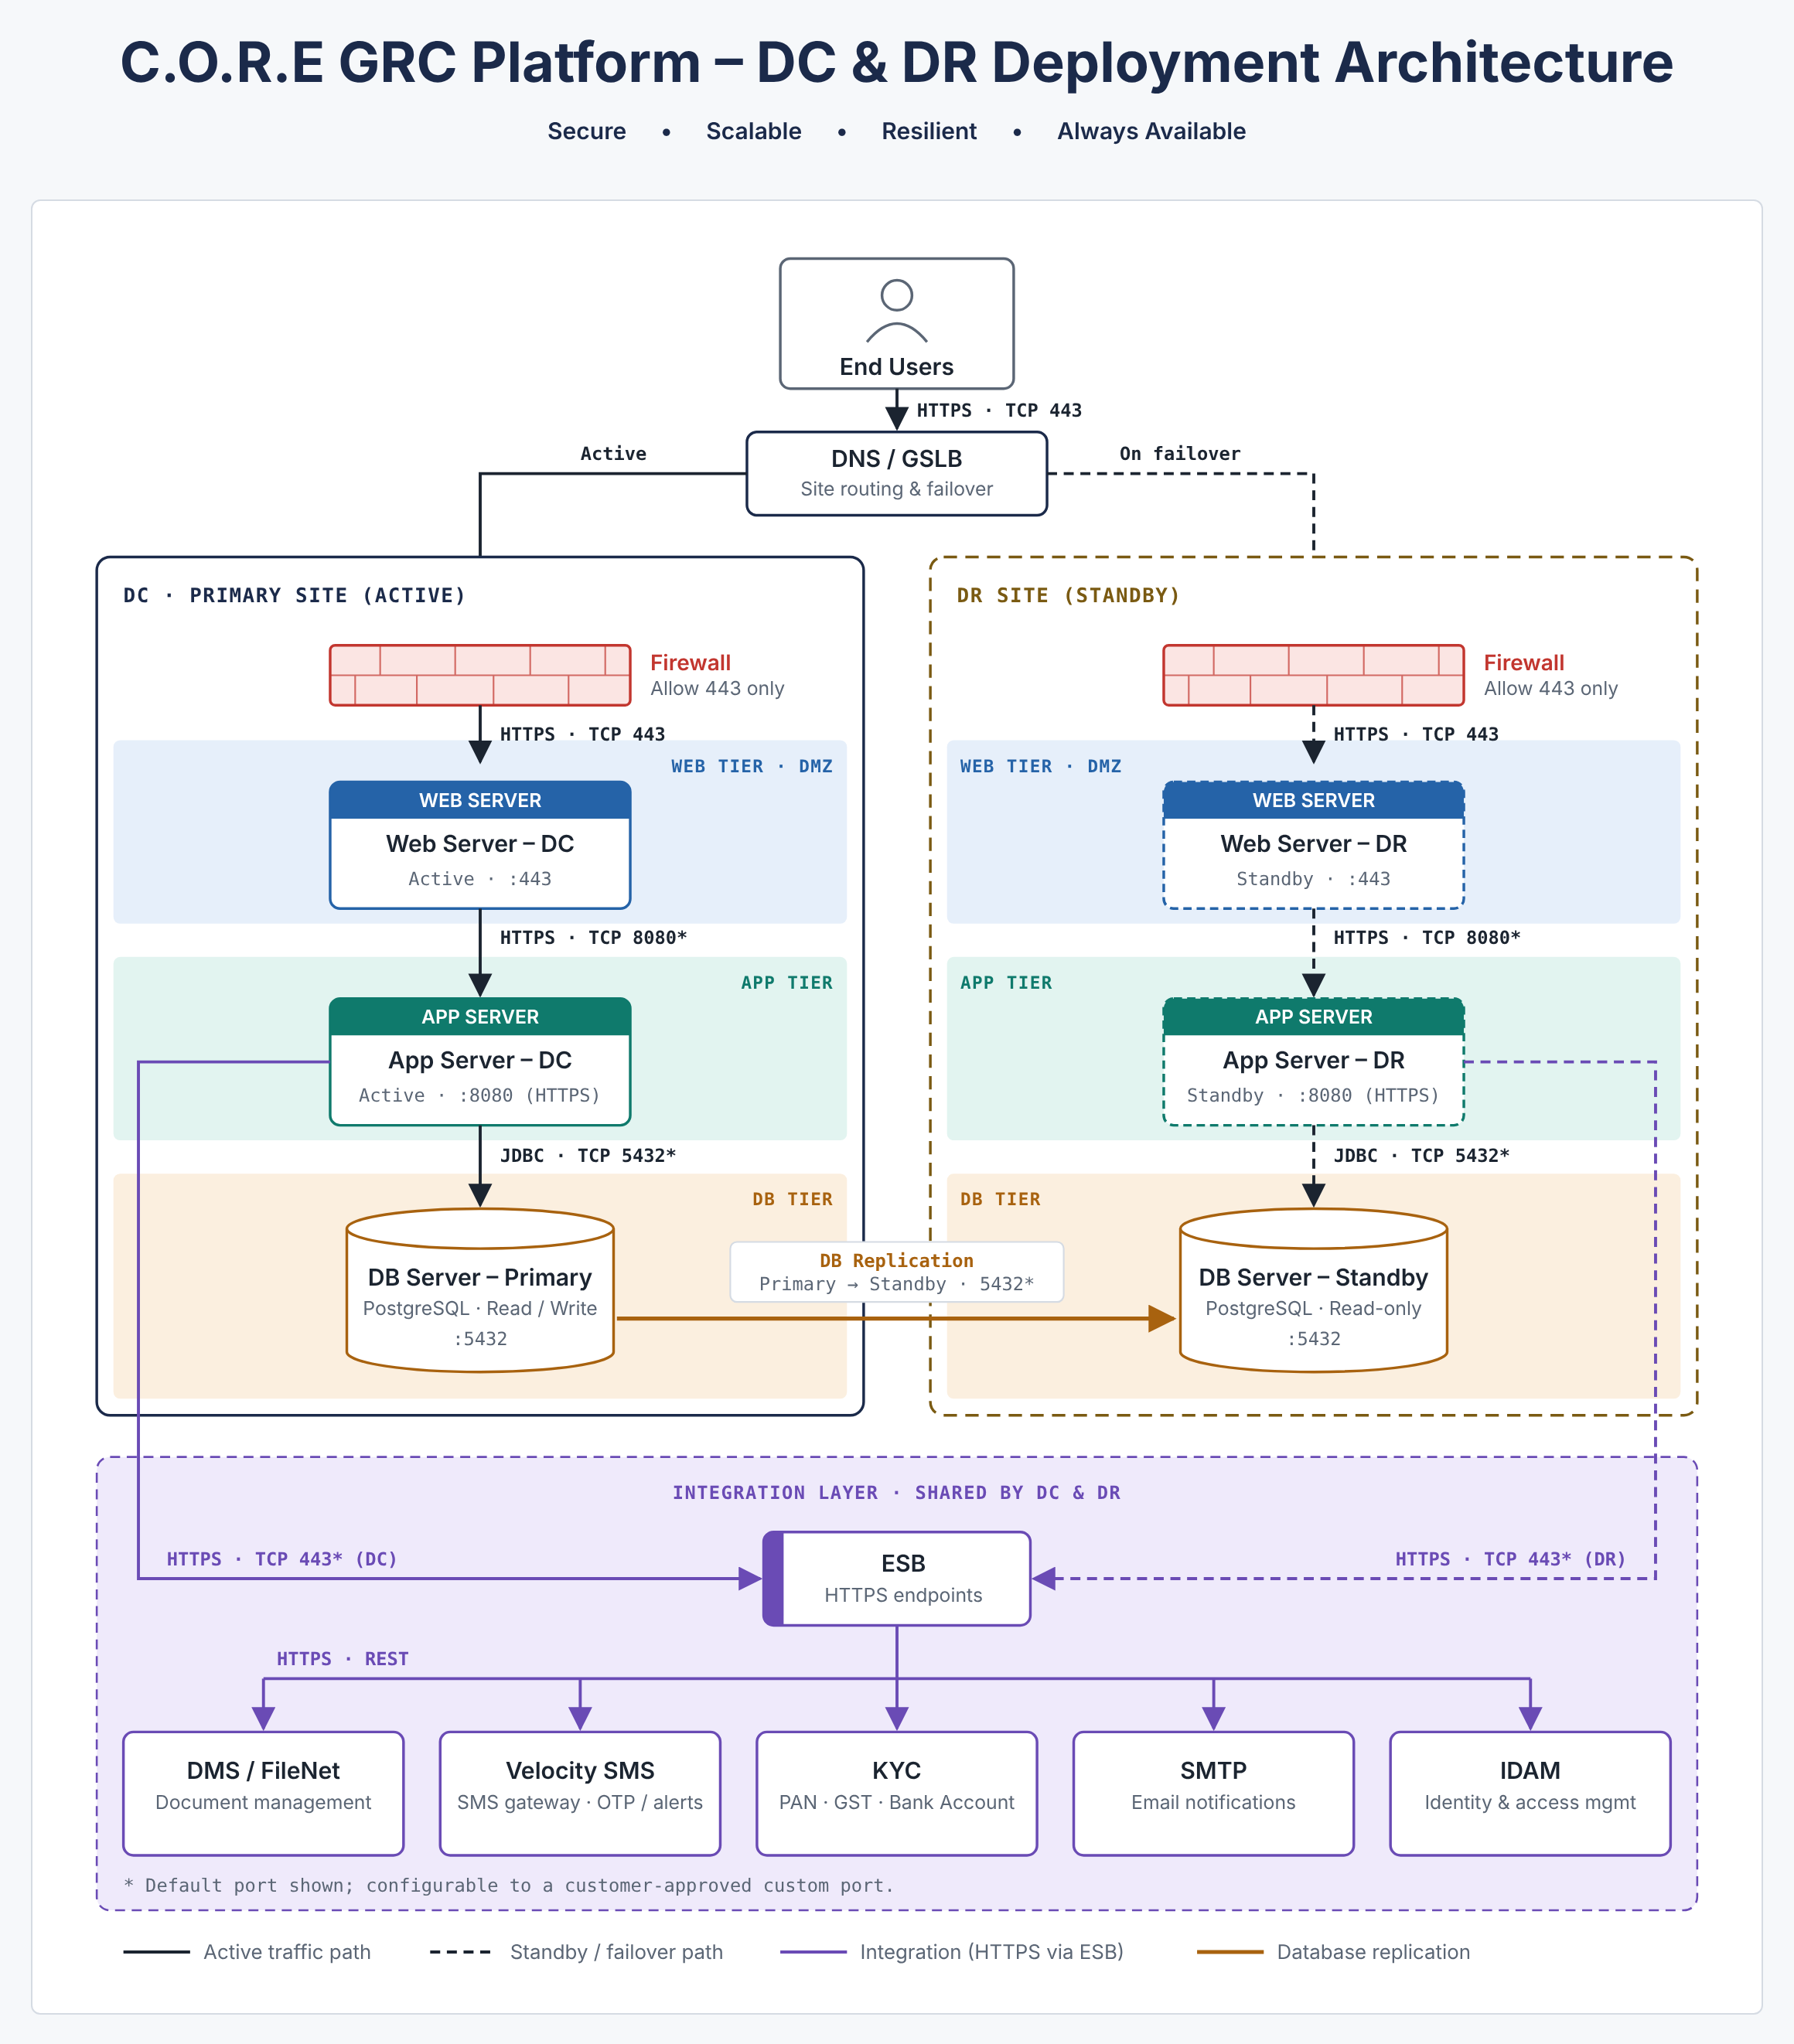 C.O.R.E GRC Platform – DC & DR Deployment Architecture
Secure • Scalable • Resilient • Always Available
End Users
HTTPS · TCP 443
DNS / GSLB
Site routing & failover
Active
On failover
DC · PRIMARY SITE (ACTIVE)
Firewall
Allow 443 only
HTTPS · TCP 443
WEB TIER · DMZ
WEB SERVER
Web Server – DC
Active · :443
HTTPS · TCP 8080*
APP TIER
APP SERVER
App Server – DC
Active · :8080 (HTTPS)
JDBC · TCP 5432*
DB TIER
DB Server – Primary
PostgreSQL · Read / Write
:5432
DB Replication
Primary → Standby · 5432*
DR SITE (STANDBY)
Firewall
Allow 443 only
HTTPS · TCP 443
WEB TIER · DMZ
WEB SERVER
Web Server – DR
Standby · :443
HTTPS · TCP 8080*
APP TIER
APP SERVER
App Server – DR
Standby · :8080 (HTTPS)
JDBC · TCP 5432*
DB TIER
DB Server – Standby
PostgreSQL · Read-only
:5432
INTEGRATION LAYER · SHARED BY DC & DR
HTTPS · TCP 443* (DC)
ESB
HTTPS endpoints
HTTPS · TCP 443* (DR)
HTTPS · REST
DMS / FileNet
Document management
Velocity SMS
SMS gateway · OTP / alerts
KYC
PAN · GST · Bank Account
SMTP
Email notifications
IDAM
Identity & access mgmt
* Default port shown; configurable to a customer-approved custom port.
Active traffic path
Standby / failover path
Integration (HTTPS via ESB)
Database replication